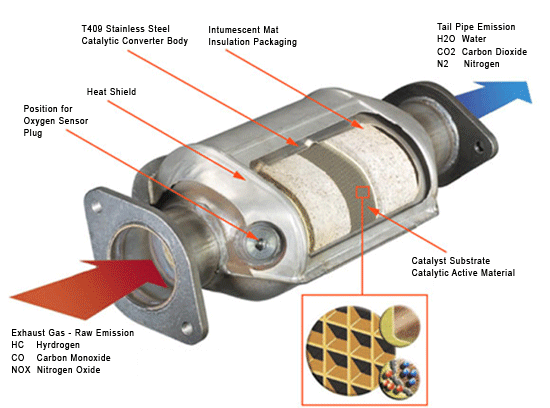 T409 Stainless Steel
Catalytic Converter Body
Intumescent Mat
Insulation Packaging
Tail Pipe Emission
H2O Water
CO2 Carbon Dioxide
N2 Nitrogen
Heat Shield
Position for
Oxygen Sensor
Plug
Catalyst Substrate
Catalytic Active Material
Exhaust Gas - Raw Emission
HC Hyrdrogen
CO Carbon Monoxide
NOX Nitrogen Oxide